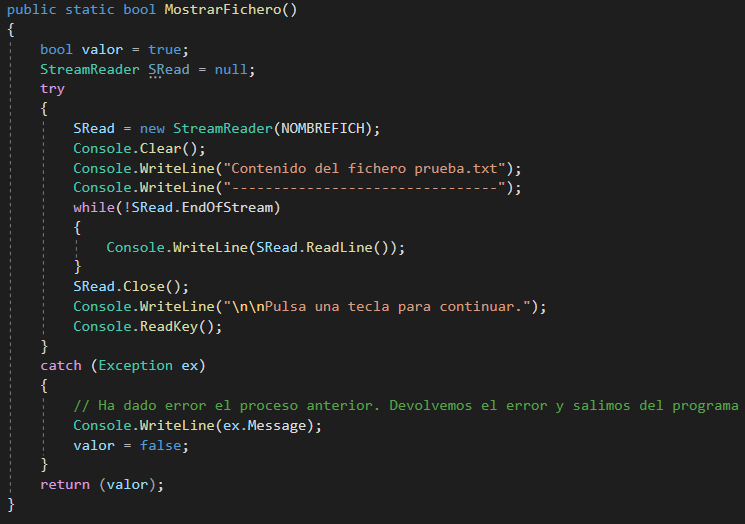 public static bool MostrarFichero()
{
    bool valor = true;
    StreamReader SRead = null;
    try
    {
        SRead = new StreamReader(NOMBREFICH);
        Console.Clear();
        Console.WriteLine("Contenido del fichero prueba.txt");
        Console.WriteLine("--------------------------------");
        while(!SRead.EndOfStream)
        {
            Console.WriteLine(SRead.ReadLine());
        }
        SRead.Close();
        Console.WriteLine("\n\nPulsa una tecla para continuar.");
        Console.ReadKey();
    }
    catch (Exception ex)
    {
        // Ha dado error el proceso anterior. Devolvemos el error y salimos del programa
        Console.WriteLine(ex.Message);
        valor = false;
    }
    return (valor);
}